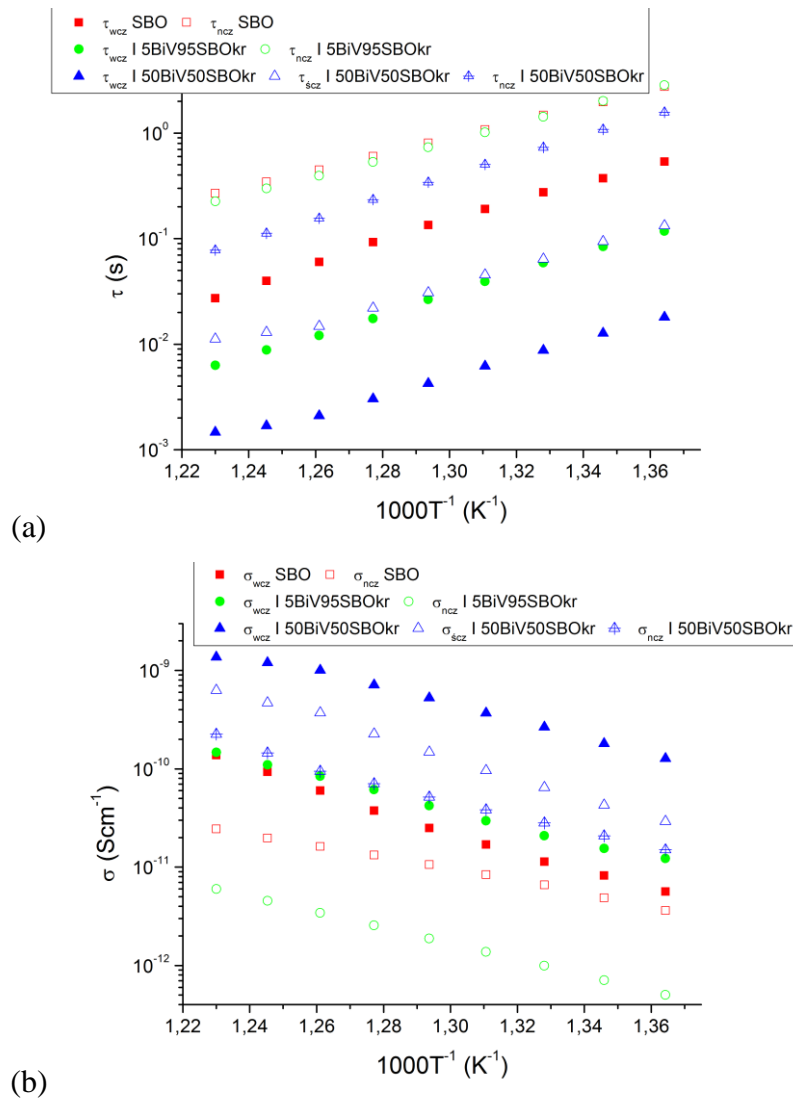 τwcz SBO τncz SBO
τwcz I 5BiV95SBOkr τncz I 5BiV95SBOkr
τwcz I 50BiV50SBOkr τścz I 50BiV50SBOkr τncz I 50BiV50SBOkr
10⁰
10⁻¹
10⁻²
10⁻³
τ (s)
1,22 1,24 1,26 1,28 1,30 1,32 1,34 1,36
1000T⁻¹ (K⁻¹)
(a)
σwcz SBO σncz SBO
σwcz I 5BiV95SBOkr σncz I 5BiV95SBOkr
σwcz I 50BiV50SBOkr σścz I 50BiV50SBOkr σncz I 50BiV50SBOkr
10⁻⁹
10⁻¹⁰
10⁻¹¹
10⁻¹²
σ (Scm⁻¹)
1,22 1,24 1,26 1,28 1,30 1,32 1,34 1,36
1000T⁻¹ (K⁻¹)
(b)